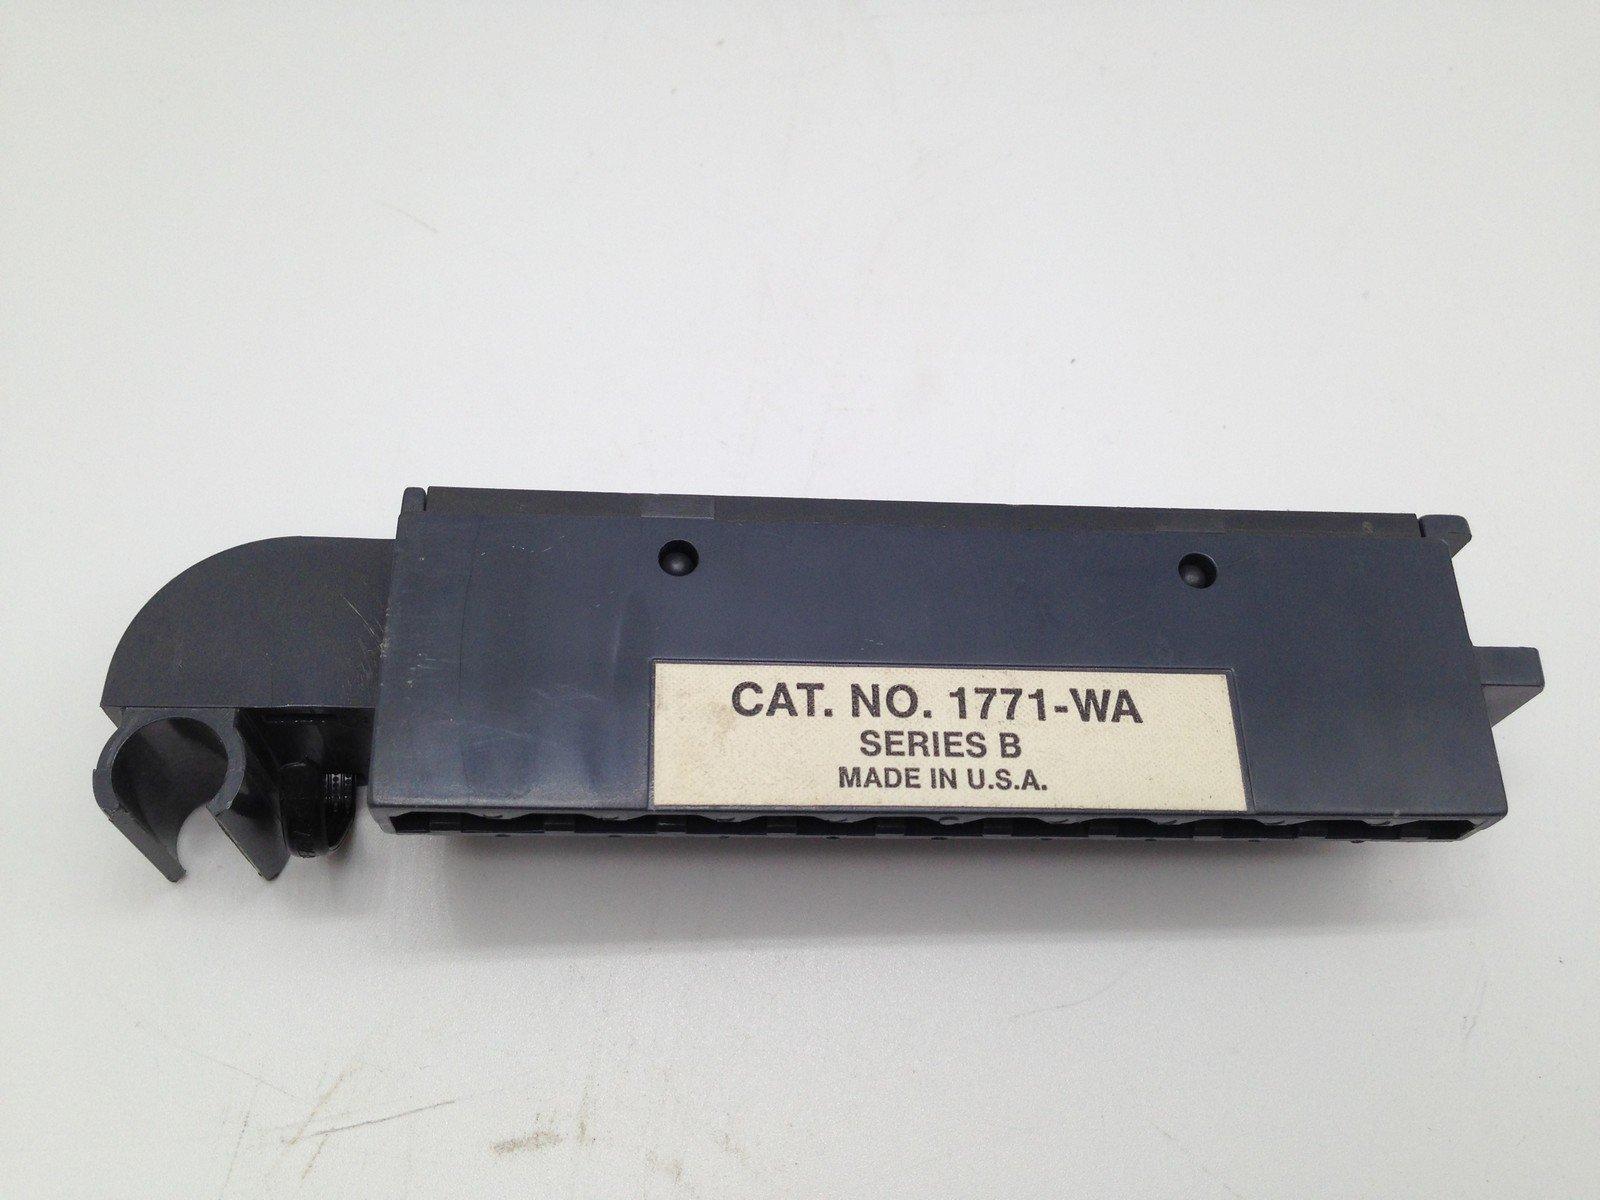 CAT. NO. 1771-WA
SERIES B
MADE IN U.S.A.